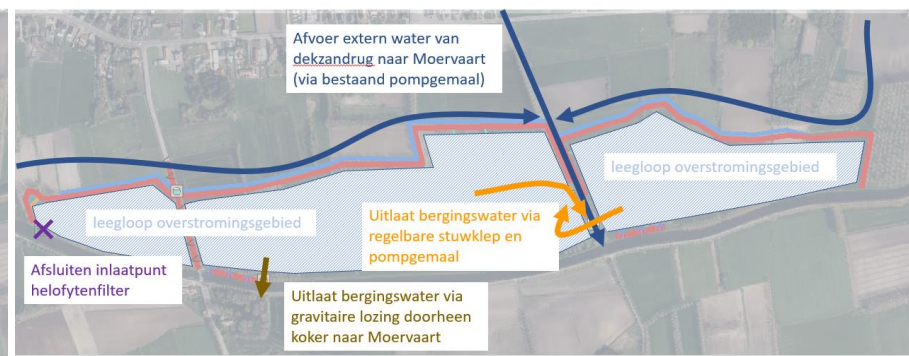 Afvoer extern water van
dekzandrug naar Moervaart
(via bestaand pompgemaal)
leegloop overstromingsgebied
leegloop overstromingsgebied
Uitlaat bergingswater via
regelbare stuwklep en
pompgemaal
Afsluiten inlaatpunt
helofytenfilter
Uitlaat bergingswater via
gravitaire lozing doorheen
koker naar Moervaart